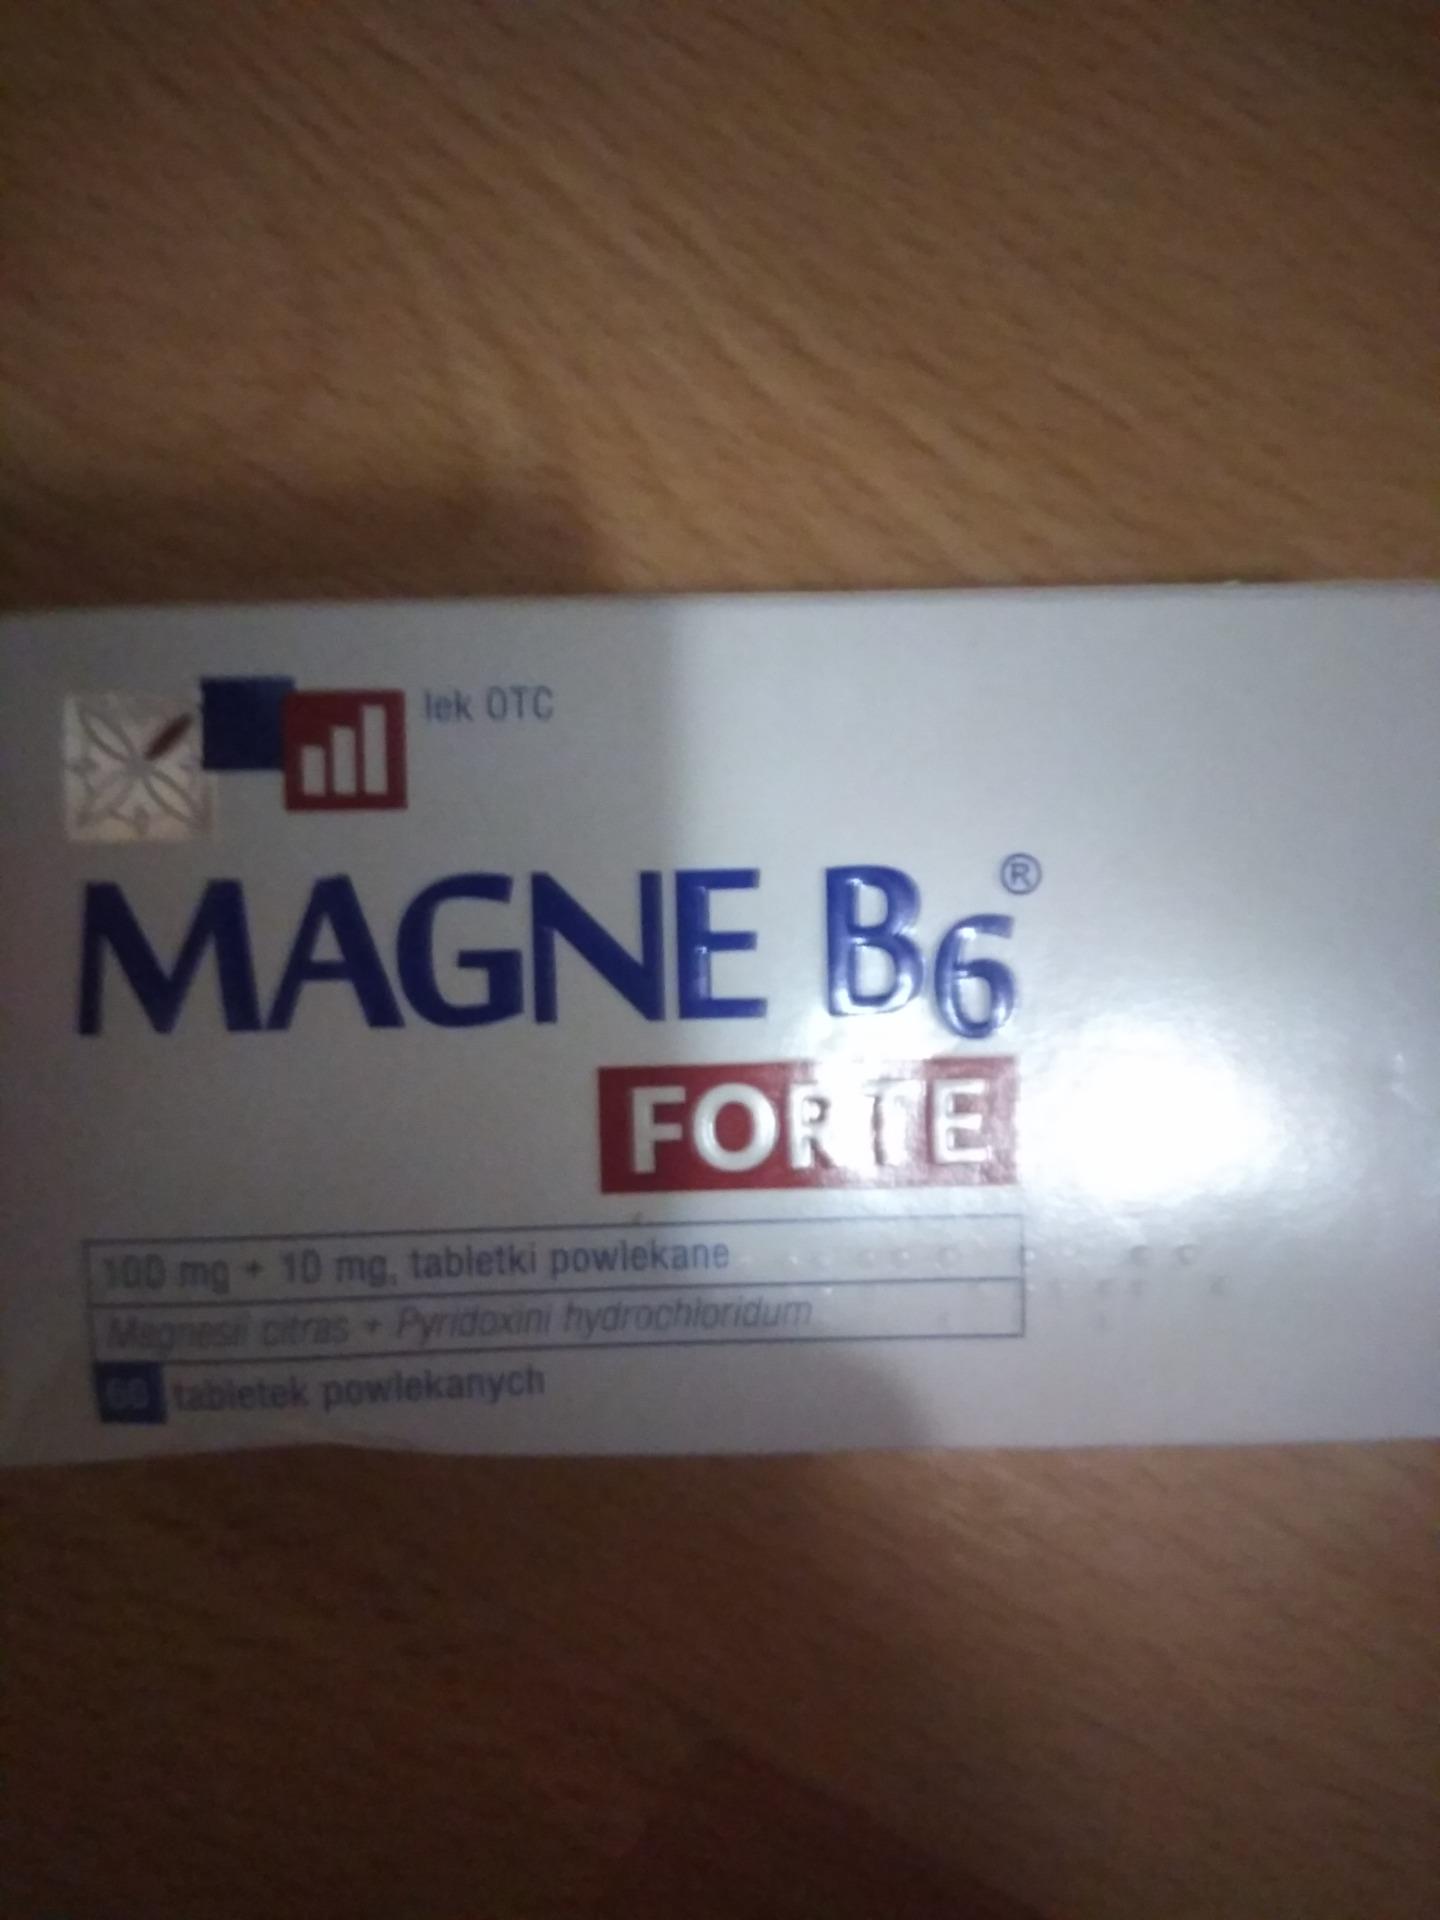 lek OTC
MAGNE B6®
FORTE
100 mg + 10 mg, tabletki powlekane
Magnesii citras + Pyridoxini hydrochloridum
60 tabletek powlekanych